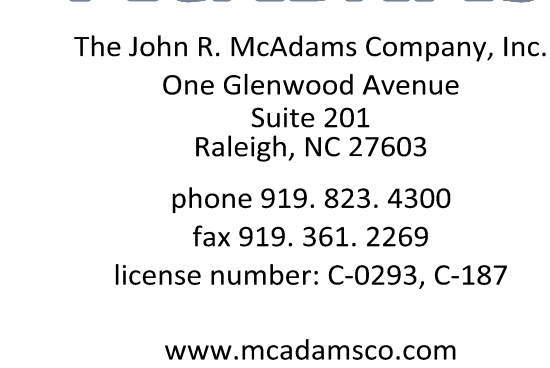 The John R. McAdams Company, Inc.
One Glenwood Avenue
Suite 201
Raleigh, NC 27603
phone 919. 823. 4300
fax 919. 361. 2269
license number: C-0293, C-187
www.mcadamsco.com